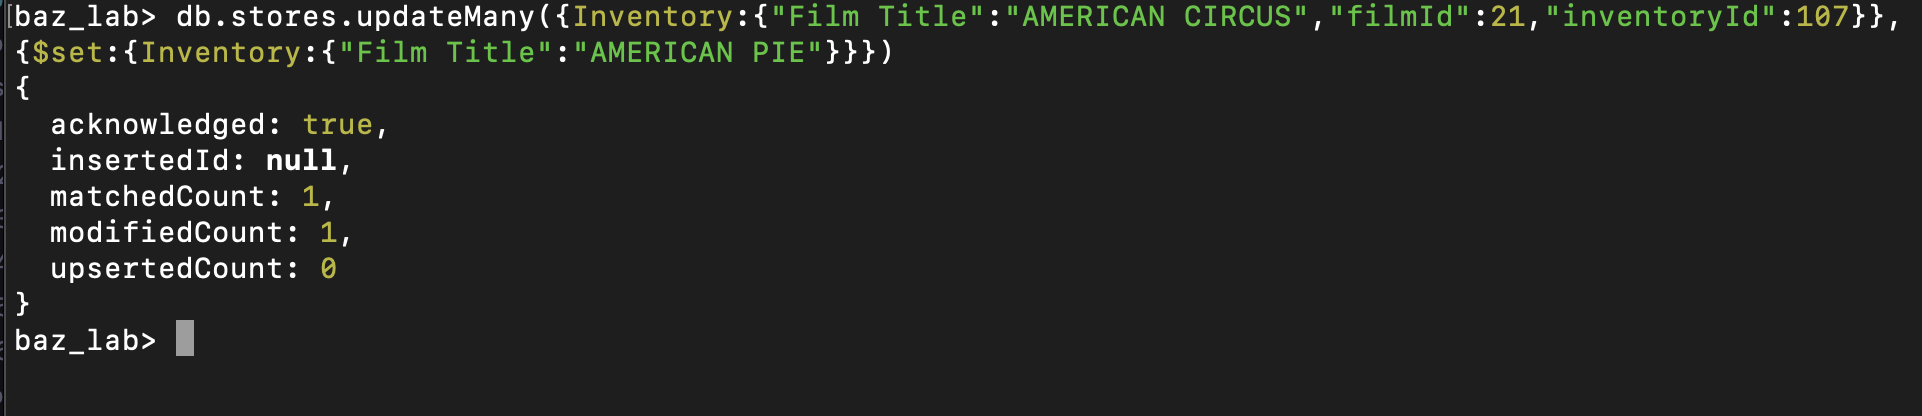 [baz_lab> db.stores.updateMany({Inventory:{"Film Title":"AMERICAN CIRCUS","filmId":21,"inventoryId":107}},
{$set:{Inventory:{"Film Title":"AMERICAN PIE"}}})
{
  acknowledged: true,
  insertedId: null,
  matchedCount: 1,
  modifiedCount: 1,
  upsertedCount: 0
}
baz_lab>